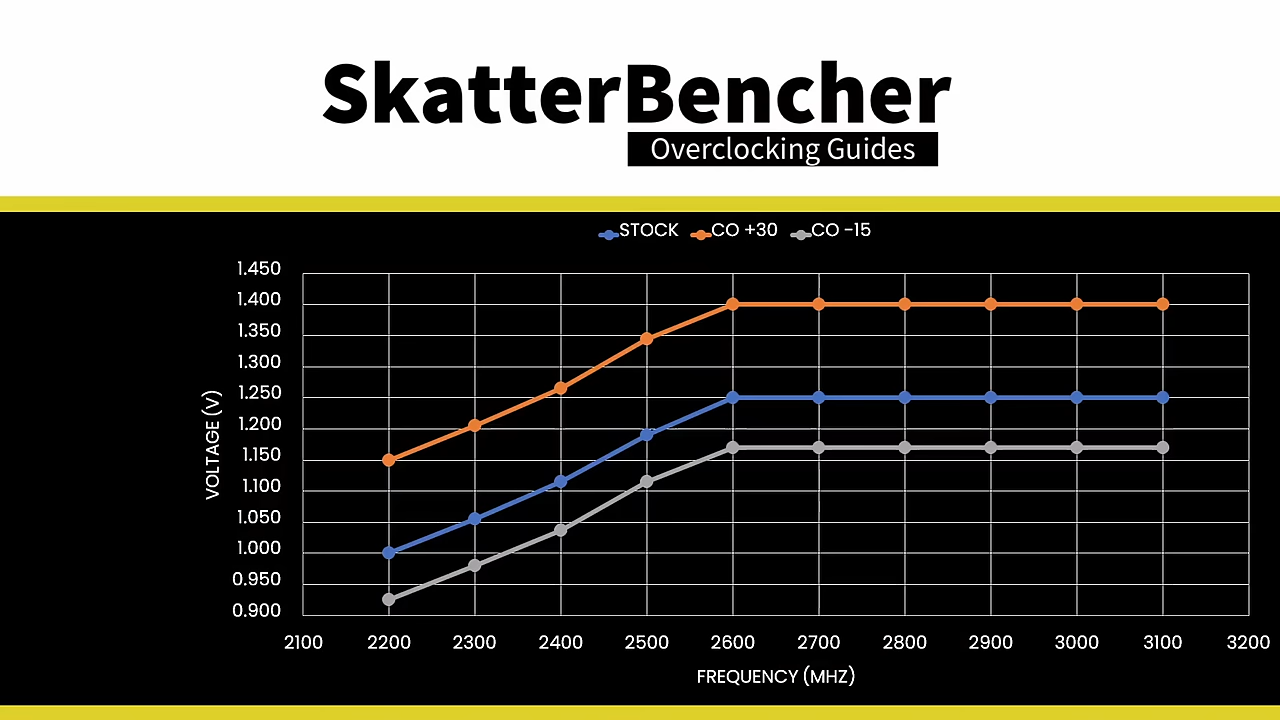 SkatterBencher
Overclocking Guides
STOCK CO +30 CO -15
1.450
1.400
1.350
1.300
1.250
1.200
1.150
1.100
1.050
1.000
0.950
0.900
VOLTAGE (V)
2100 2200 2300 2400 2500 2600 2700 2800 2900 3000 3100 3200
FREQUENCY (MHZ)